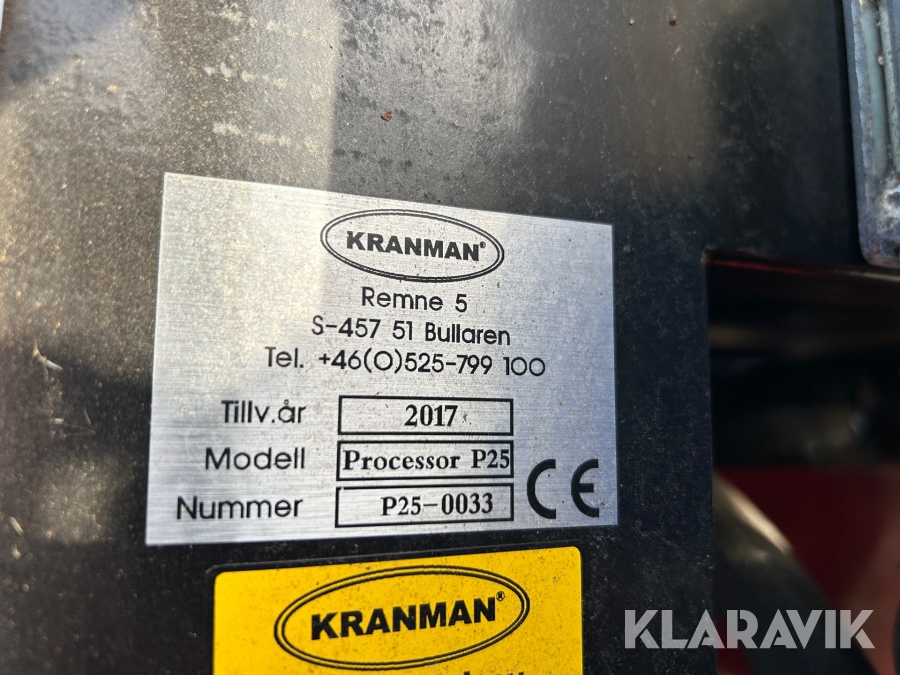 KRANMAN®
Remne 5
S-457 51 Bullaren
Tel. +46(0)525-799 100
Tillv.år 2017
Modell Processor P25
Nummer P25-0033 CE
KRANMAN®
KLARAVIK